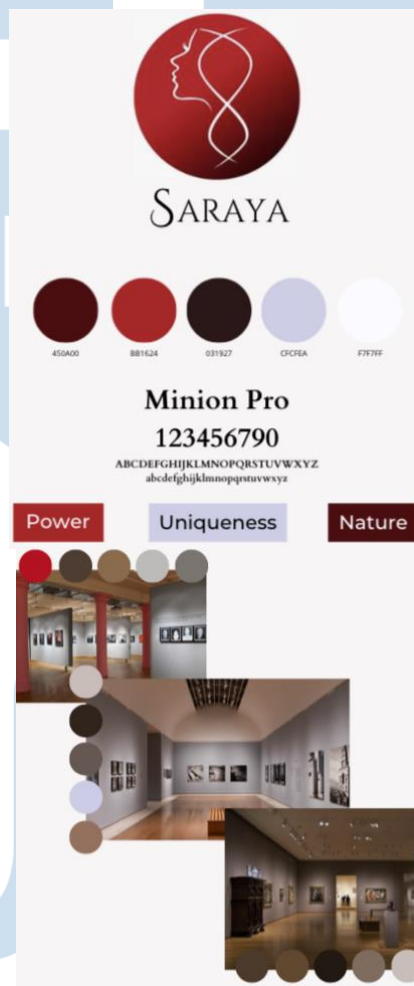 SARAYA
450A00 BB1624 031927 CFCFEA F7F7FF
Minion Pro
123456790
ABCDEFGHIJKLMNOPQRSTUVWXYZ
abcdefghijklmnopqrstuvwxyz
Power Uniqueness Nature